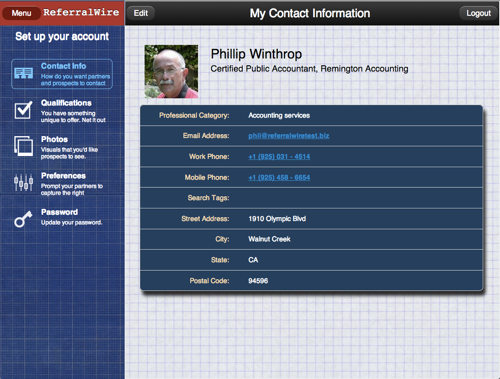 Menu
ReferralWire
Edit
My Contact Information
Logout
Set up your account
Contact Info
How do you want partners
and prospects to contact
Qualifications
You have something
unique to offer. Net it out
Photos
Visuals that you'd like
prospects to see.
Preferences
Prompt your partners to
capture the right
Password
Update your password.
Phillip Winthrop
Certified Public Accountant, Remington Accounting
Professional Category: Accounting services
Email Address: phil@referralwiretest.biz
Work Phone: +1 (925) 031 - 4514
Mobile Phone: +1 (925) 458 - 6654
Search Tags:
Street Address: 1910 Olympic Blvd
City: Walnut Creek
State: CA
Postal Code: 94596